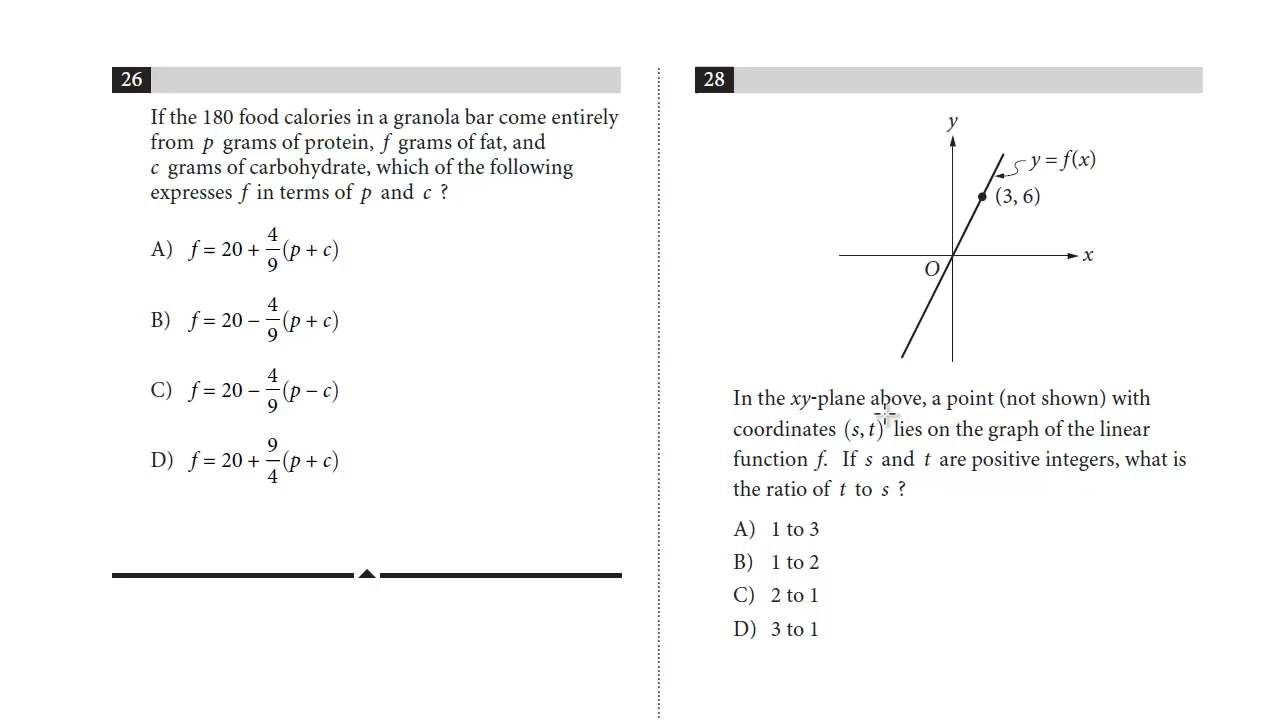 26
If the 180 food calories in a granola bar come entirely
from p grams of protein, f grams of fat, and
c grams of carbohydrate, which of the following
expresses f in terms of p and c ?
A) f = 20 + 4/9 (p + c)
B) f = 20 − 4/9 (p + c)
C) f = 20 − 4/9 (p − c)
D) f = 20 + 9/4 (p + c)
28
y
y = f(x)
(3, 6)
x
O
In the xy-plane above, a point (not shown) with
coordinates (s, t) lies on the graph of the linear
function f. If s and t are positive integers, what is
the ratio of t to s ?
A) 1 to 3
B) 1 to 2
C) 2 to 1
D) 3 to 1